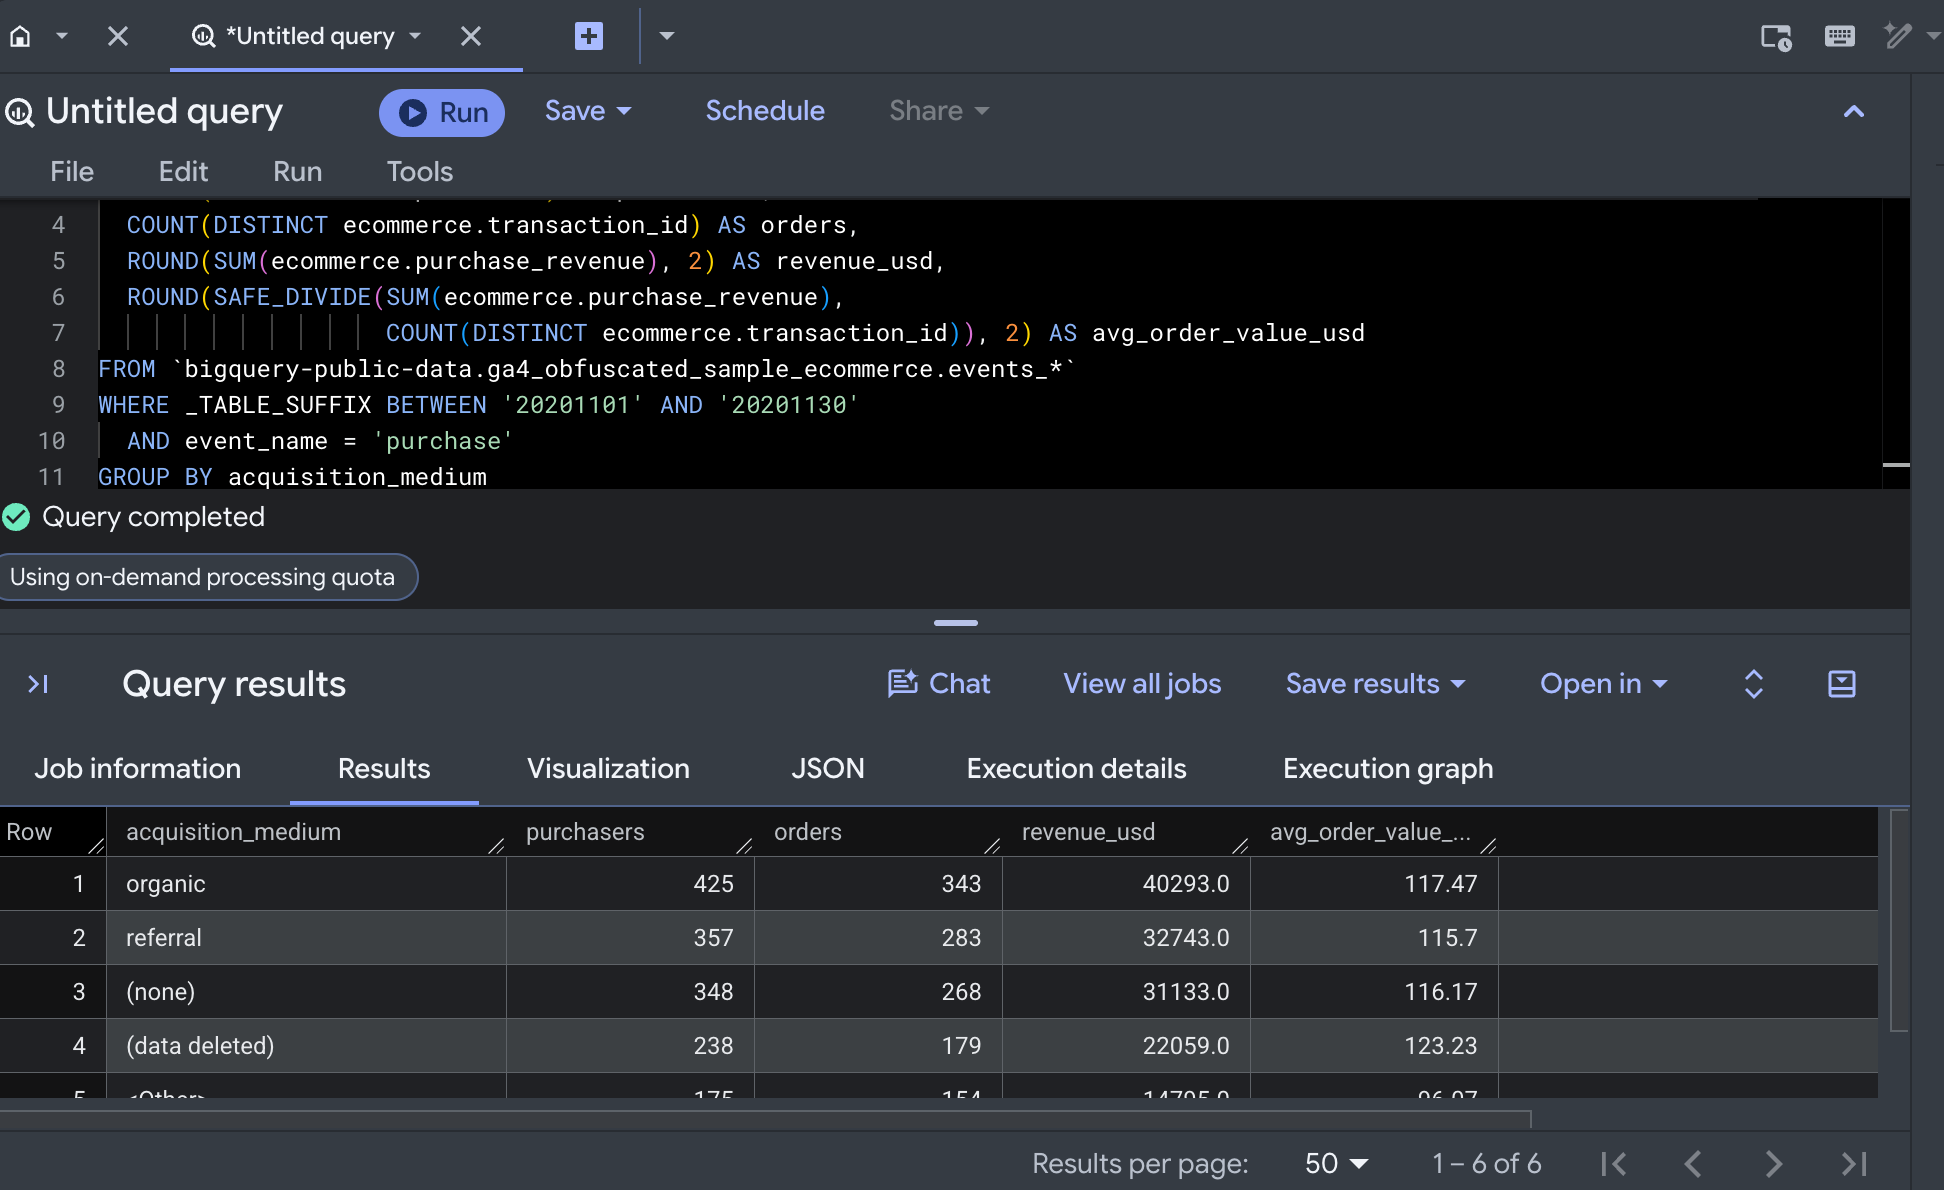 *Untitled query
Untitled query
Run
Save
Schedule
Share
File
Edit
Run
Tools
4 COUNT(DISTINCT ecommerce.transaction_id) AS orders,
5 ROUND(SUM(ecommerce.purchase_revenue), 2) AS revenue_usd,
6 ROUND(SAFE_DIVIDE(SUM(ecommerce.purchase_revenue),
7 COUNT(DISTINCT ecommerce.transaction_id)), 2) AS avg_order_value_usd
8 FROM `bigquery-public-data.ga4_obfuscated_sample_ecommerce.events_*`
9 WHERE _TABLE_SUFFIX BETWEEN '20201101' AND '20201130'
10 AND event_name = 'purchase'
11 GROUP BY acquisition_medium
Query completed
Using on-demand processing quota
Query results
Chat
View all jobs
Save results
Open in
Job information
Results
Visualization
JSON
Execution details
Execution graph
Row acquisition_medium purchasers orders revenue_usd avg_order_value_...
1 organic 425 343 40293.0 117.47
2 referral 357 283 32743.0 115.7
3 (none) 348 268 31133.0 116.17
4 (data deleted) 238 179 22059.0 123.23
5 <Other> 175 154
Results per page: 50 1 – 6 of 6